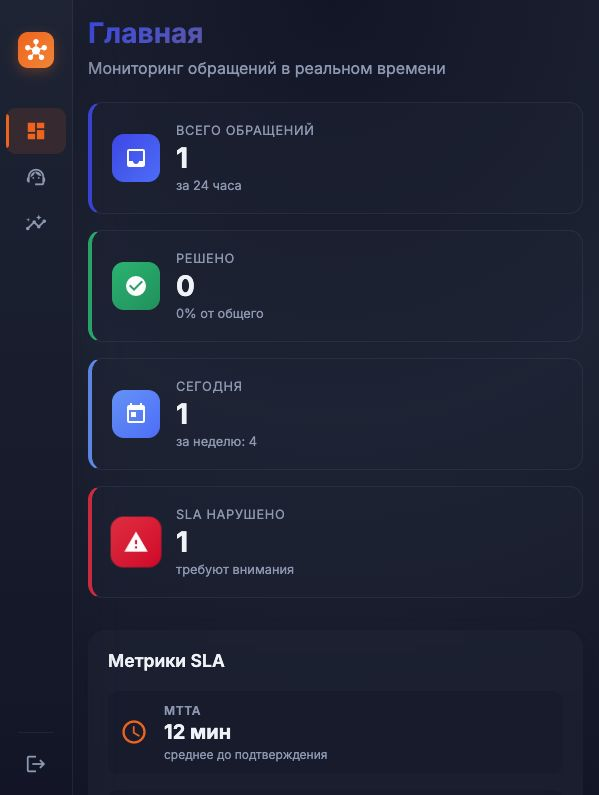 Главная
Мониторинг обращений в реальном времени
ВСЕГО ОБРАЩЕНИЙ
1
за 24 часа
РЕШЕНО
0
0% от общего
СЕГОДНЯ
1
за неделю: 4
SLA НАРУШЕНО
1
требуют внимания
Метрики SLA
MTTA
12 мин
среднее до подтверждения